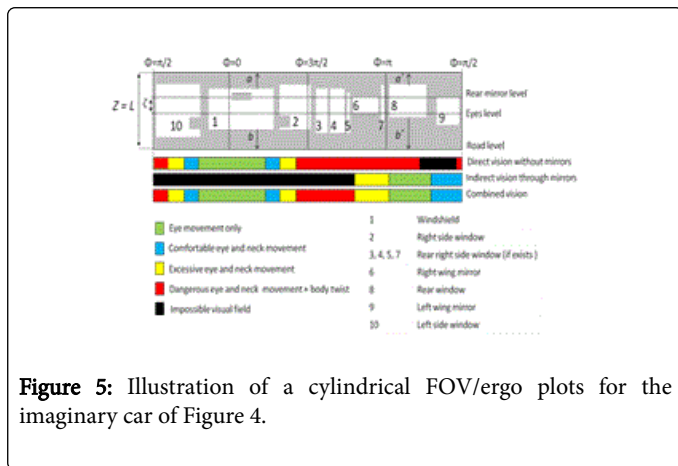 Φ=π/2 Φ=0 Φ=3π/2 Φ=π Φ=π/2
a a'
Z = L ζ
Rear mirror level
Eyes level
Road level
10 1 2 3 4 5 6 7 8 9
b b'
Direct vision without mirrors
Indirect vision through mirrors
Combined vision
Eye movement only
Comfortable eye and neck movement
Excessive eye and neck movement
Dangerous eye and neck movement + body twist
Impossible visual field
1 Windshield
2 Right side window
3, 4, 5, 7 Rear right side window (if exists)
6 Right wing mirror
8 Rear window
9 Left wing mirror
10 Left side window
Figure 5: Illustration of a cylindrical FOV/ergo plots for the
imaginary car of Figure 4.